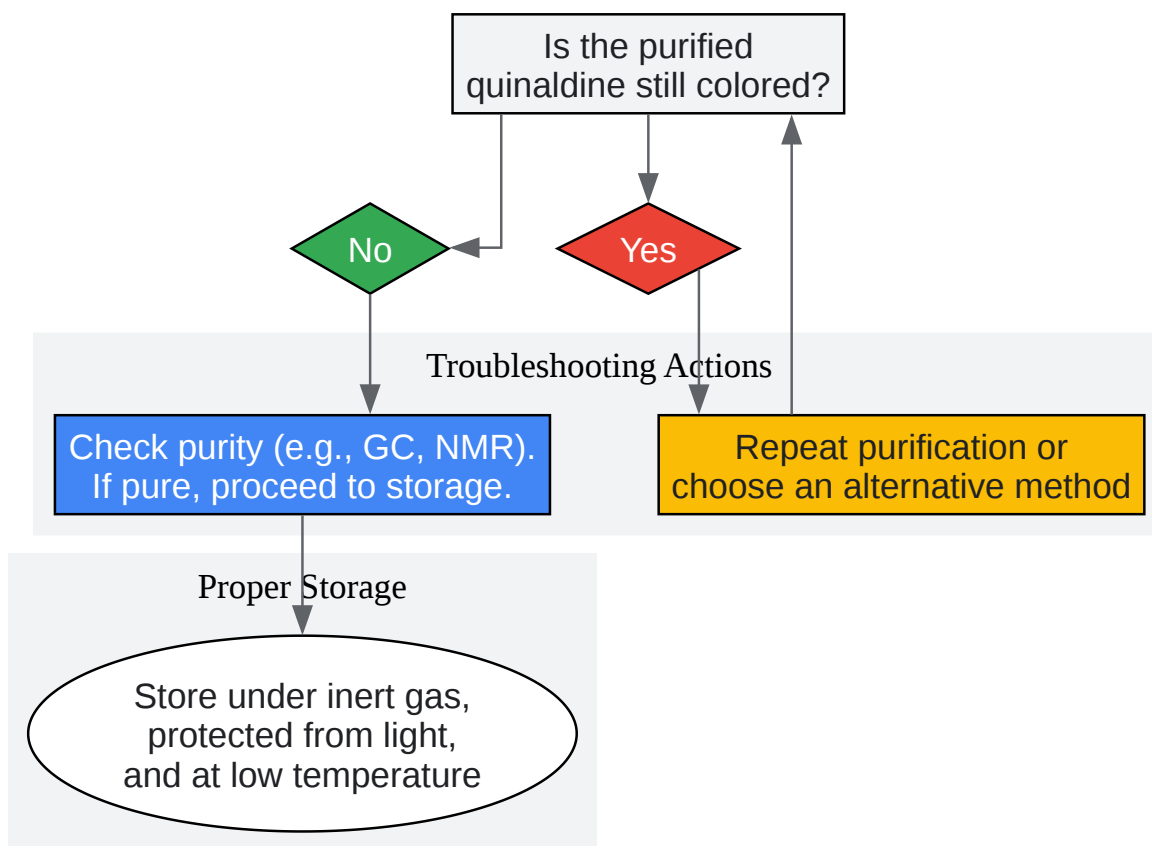 Is the purified
quinaldine still colored?
No
Yes
Troubleshooting Actions
Check purity (e.g., GC, NMR).
If pure, proceed to storage.
Repeat purification or
choose an alternative method
Proper Storage
Store under inert gas,
protected from light,
and at low temperature